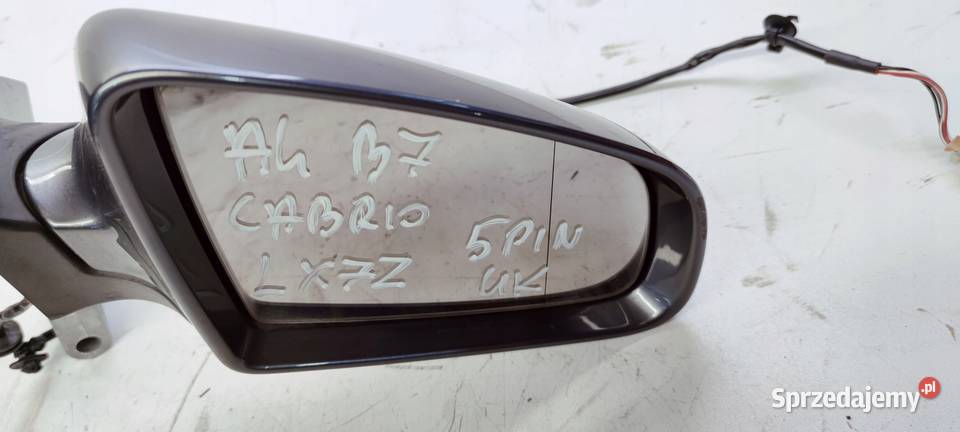 A4 B7
CABRIO
LX7Z
5PIN
UK
Sprzedajemy.pl